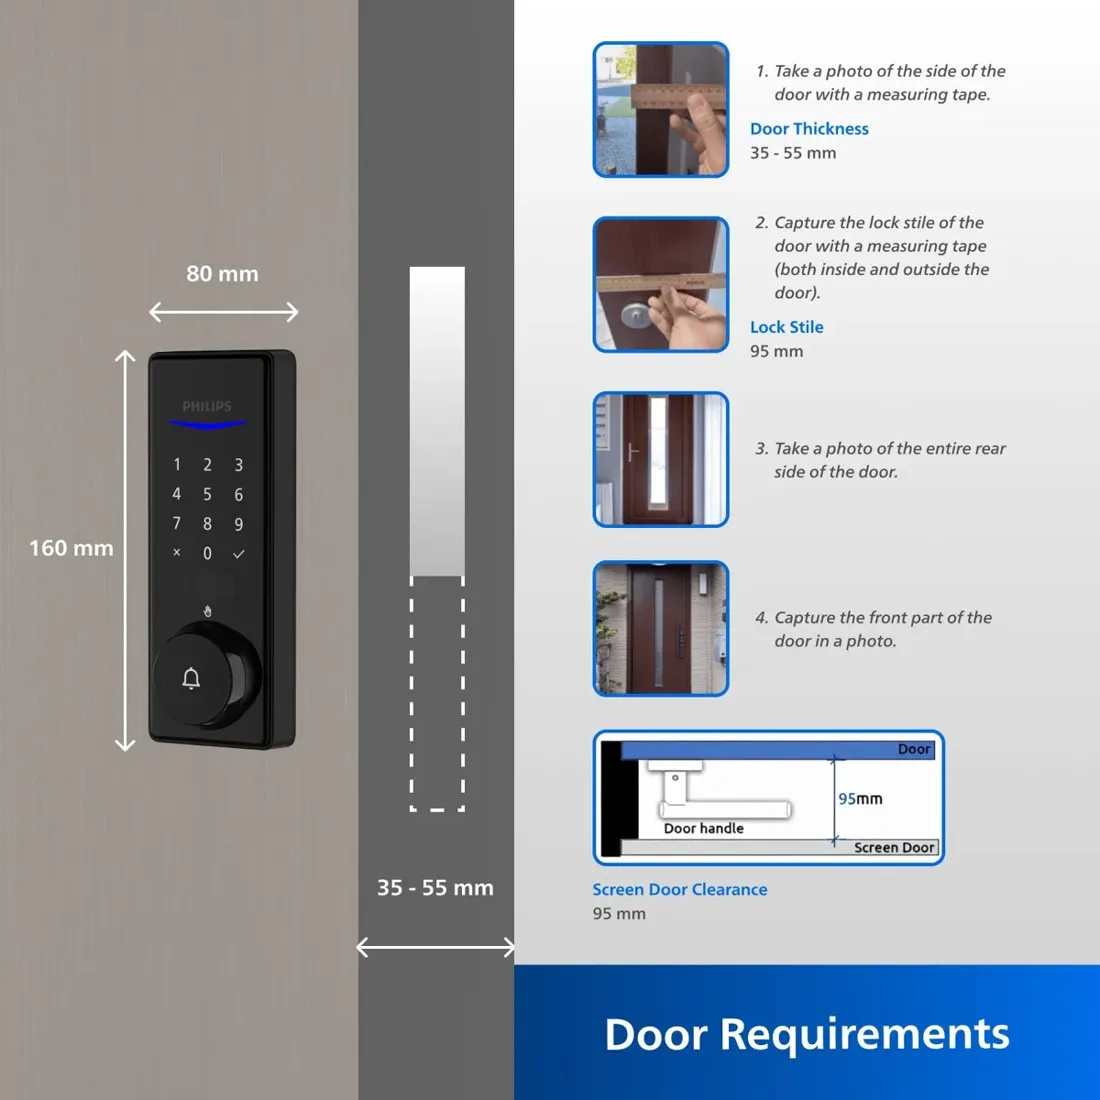 80 mm
160 mm
PHILIPS
1 2 3
4 5 6
7 8 9
× 0 ✓
35 - 55 mm
1. Take a photo of the side of the
door with a measuring tape.
Door Thickness
35 - 55 mm
2. Capture the lock stile of the
door with a measuring tape
(both inside and outside the
door).
Lock Stile
95 mm
3. Take a photo of the entire rear
side of the door.
4. Capture the front part of the
door in a photo.
Door
95mm
Door handle
Screen Door
Screen Door Clearance
95 mm
Door Requirements